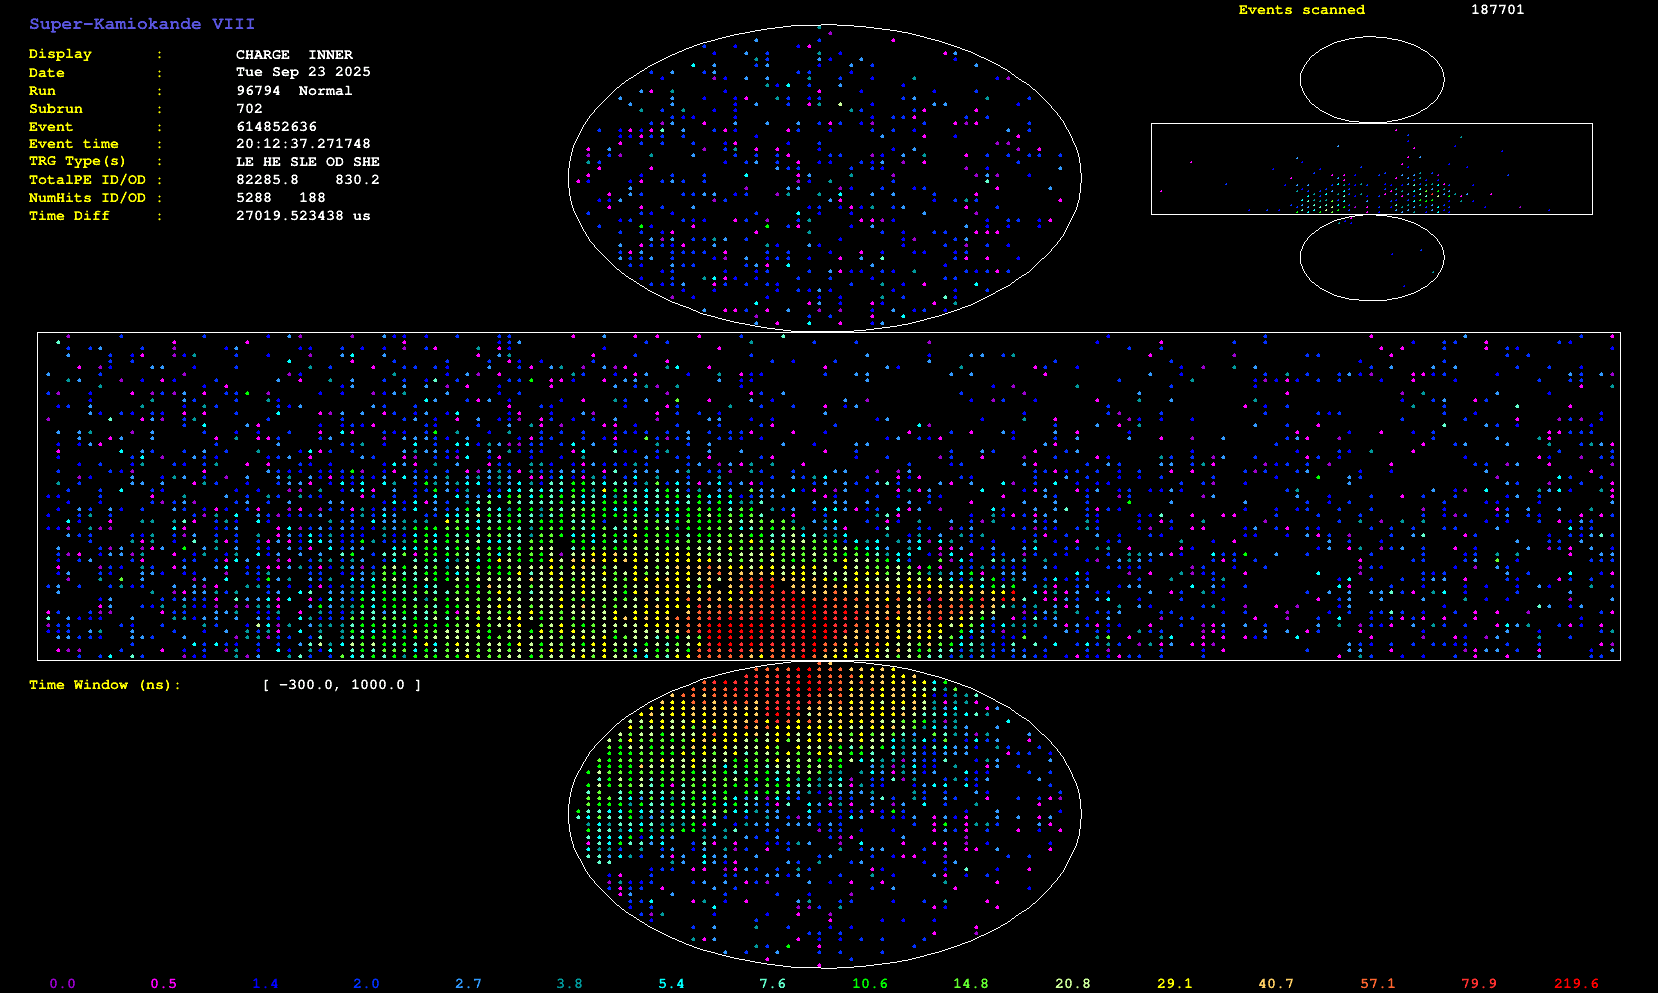 Super-Kamiokande VIII
Events scanned 187701
Display : CHARGE INNER
Date : Tue Sep 23 2025
Run : 96794 Normal
Subrun : 702
Event : 614852636
Event time : 20:12:37.271748
TRG Type(s) : LE HE SLE OD SHE
TotalPE ID/OD : 82285.8 830.2
NumHits ID/OD : 5288 188
Time Diff : 27019.523438 us
Time Window (ns): [ -300.0, 1000.0 ]
0.0 0.5 1.4 2.0 2.7 3.8 5.4 7.6 10.6 14.8 20.8 29.1 40.7 57.1 79.9 219.6